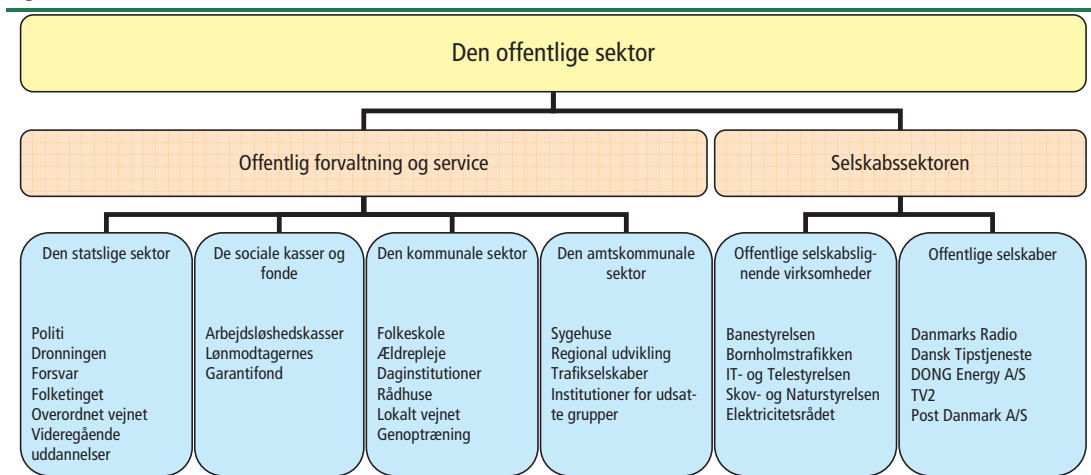 Den offentlige sektor
Offentlig forvaltning og service
Selskabssektoren
Den statslige sektor
Politi
Dronningen
Forsvar
Folketinget
Overordnet vejnet
Videregående
uddannelser
De sociale kasser og
fonde
Arbejdsløshedskasser
Lønmodtagernes
Garantifond
Den kommunale sektor
Folkeskole
Ældrepleje
Daginstitutioner
Rådhuse
Lokalt vejnet
Genoptræning
Den amtskommunale
sektor
Sygehuse
Regional udvikling
Trafikselskaber
Institutioner for udsat-
te grupper
Offentlige selskabslig-
nende virksomheder
Banestyrelsen
Bornholmstrafikken
IT- og Telestyrelsen
Skov- og Naturstyrelsen
Elektricitetsrådet
Offentlige selskaber
Danmarks Radio
Dansk Tipstjeneste
DONG Energy A/S
TV2
Post Danmark A/S